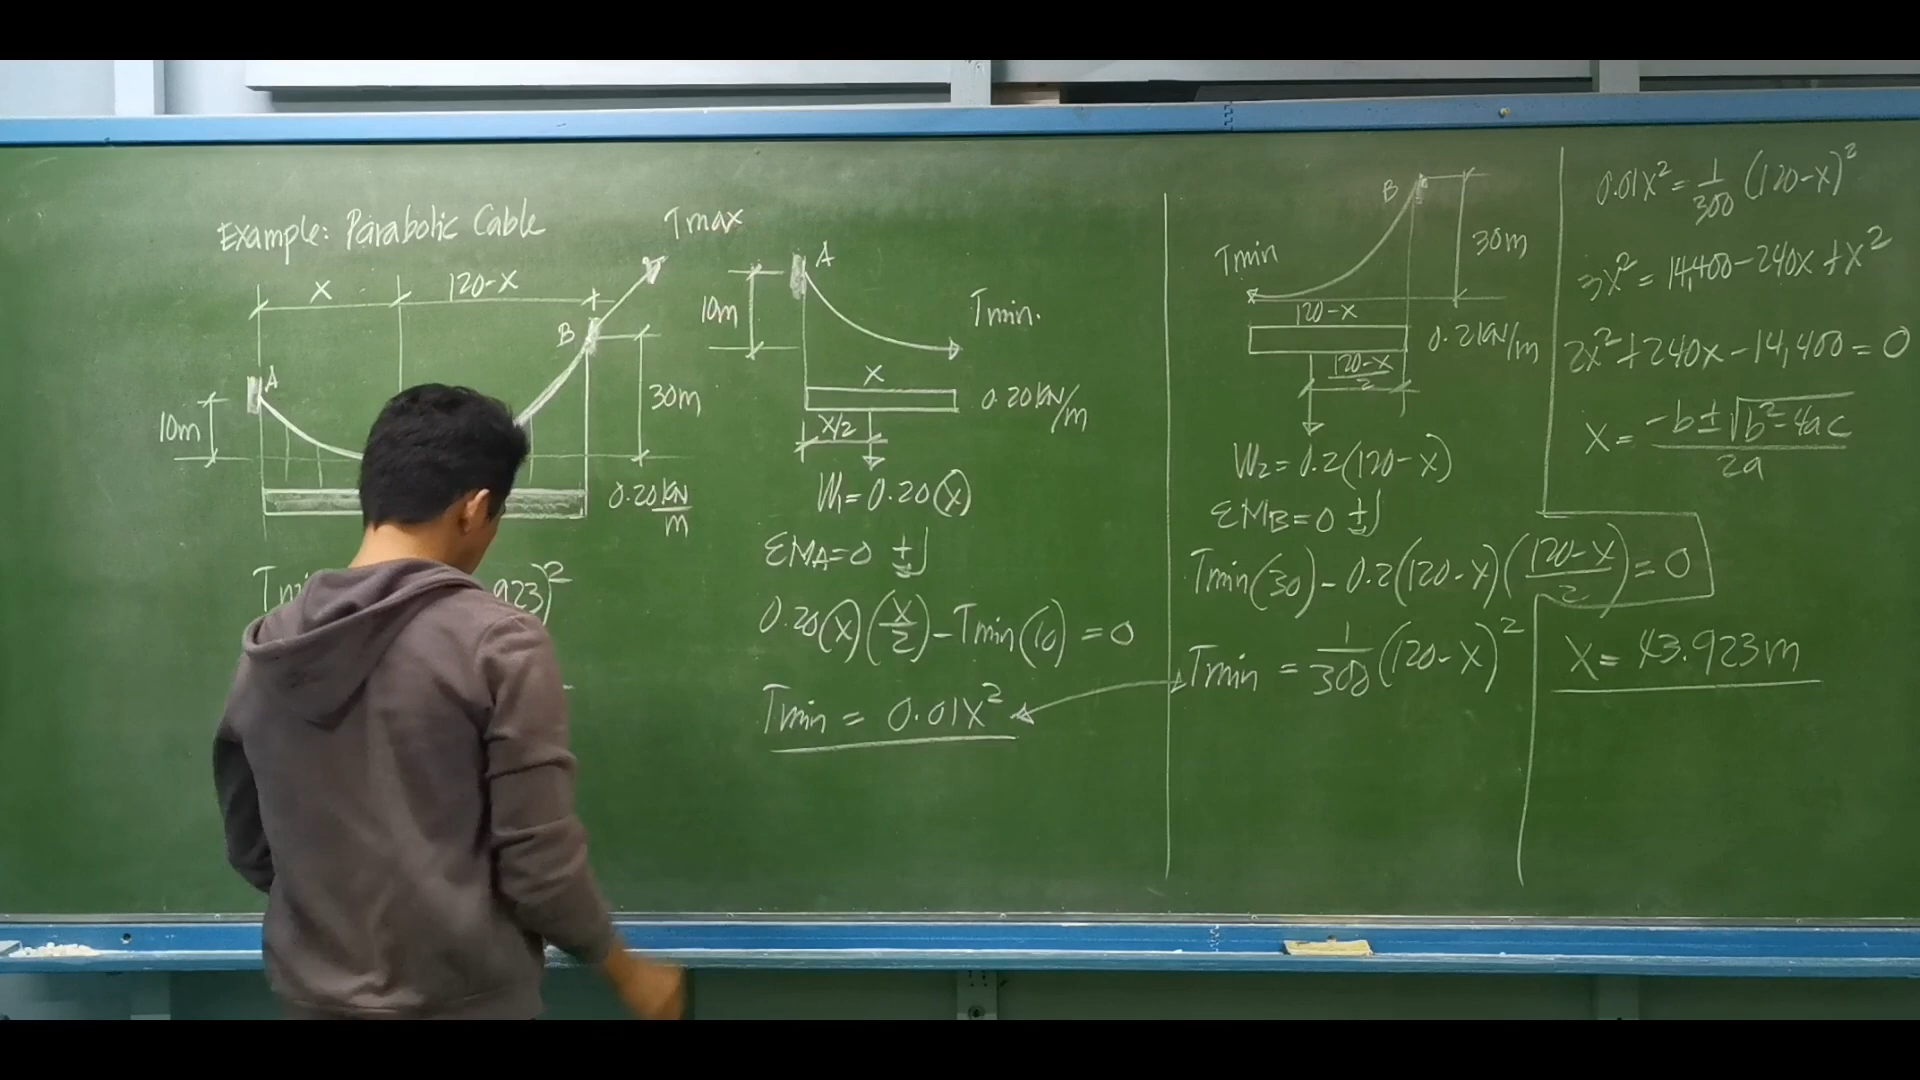 Example: Parabolic Cable
Tmax
x
120-x
B
A
10m
30m
0.20 kN/m
923)²
A
10m
Tmin.
x
0.20 kN/m
x/2
W₁=0.20(x)
ΣMA=0 +
0.20(x)(x/2)-Tmin(10)=0
Tmin = 0.01x²
B
Tmin
30m
120-x
0.2 kN/m
120-x/2
W2=0.2(120-x)
ΣMB=0 ±
Tmin(30)-0.2(120-x)(120-x/2)=0
Tmin = 1/300 (120-x)²
0.01x²=1/300 (120-x)²
3x²=14,400-240x+x²
2x²+240x-14,400=0
x=-b±√b²-4ac/2a
x=43.923m